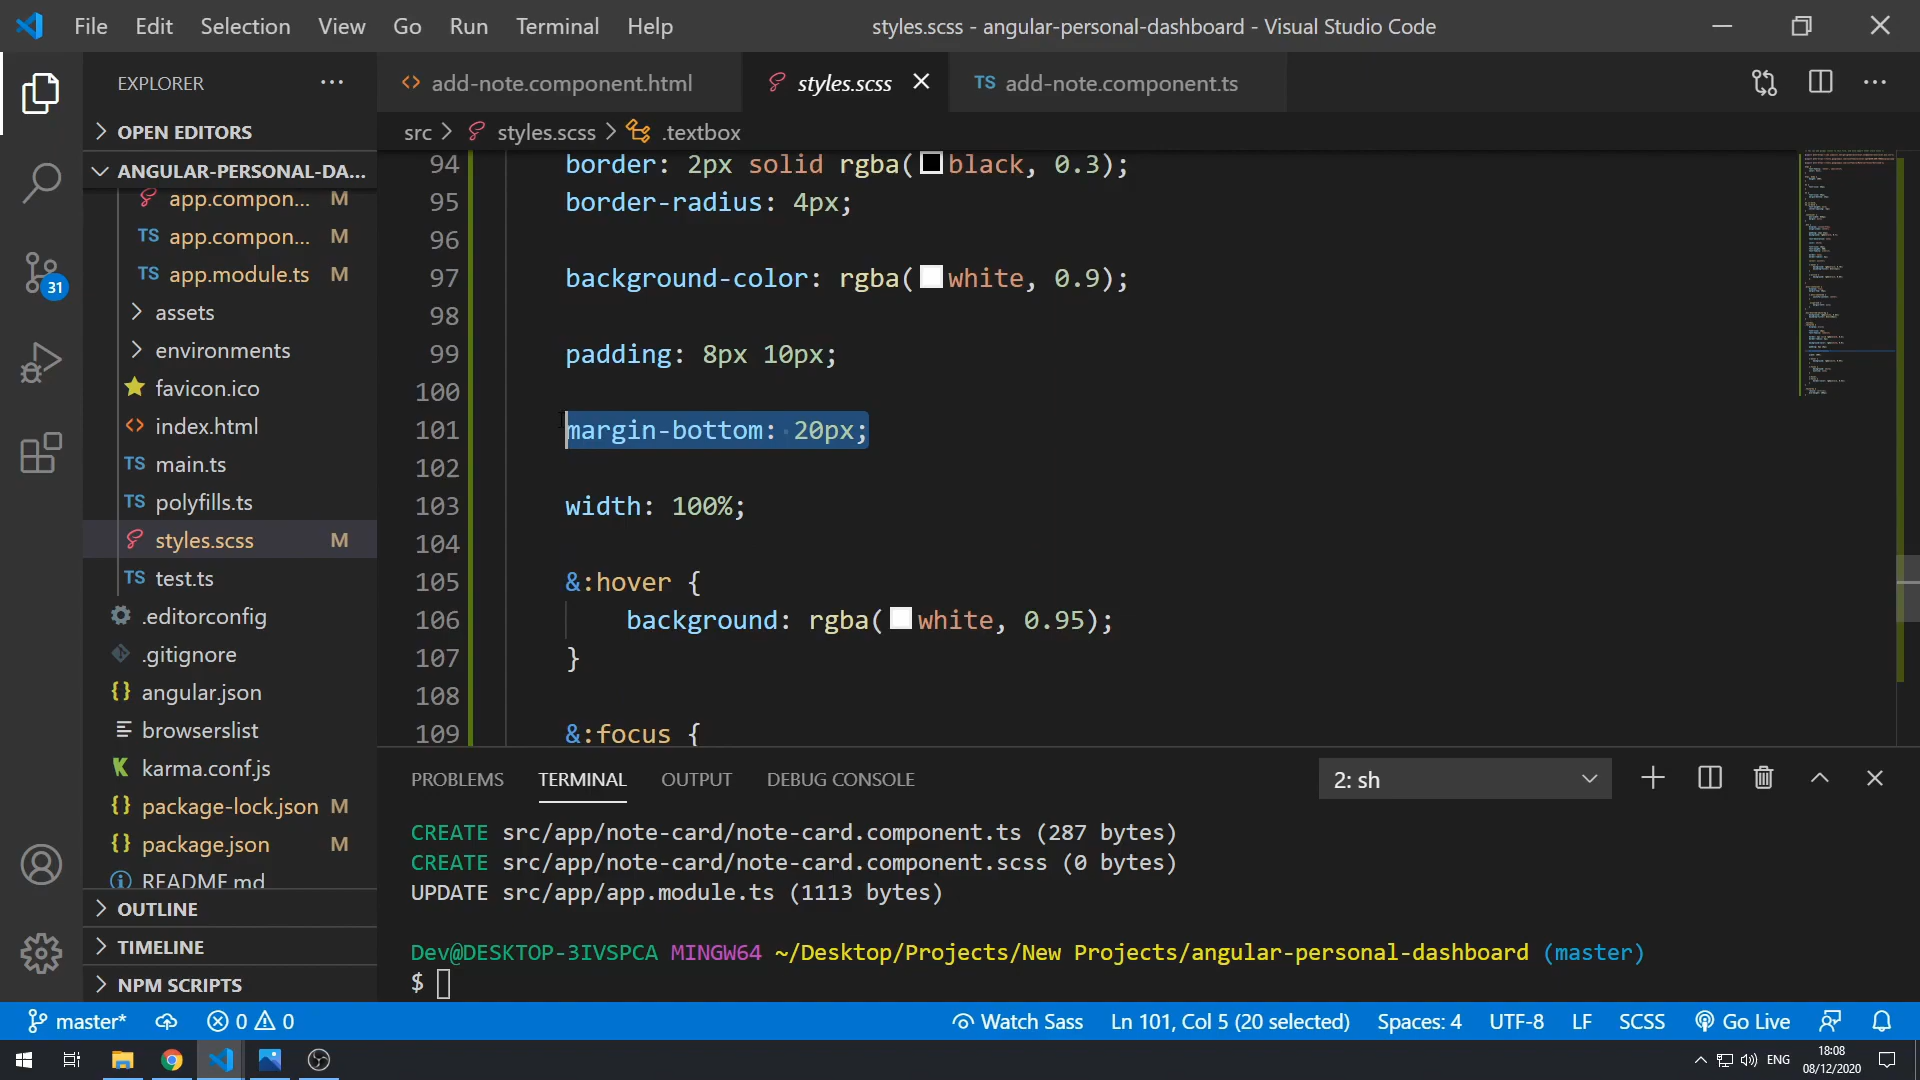 File Edit Selection View Go Run Terminal Help
styles.scss - angular-personal-dashboard - Visual Studio Code
EXPLORER
OPEN EDITORS
ANGULAR-PERSONAL-DA...
app.compon... M
TS app.compon... M
TS app.module.ts M
assets
environments
favicon.ico
<> index.html
TS main.ts
TS polyfills.ts
styles.scss M
TS test.ts
.editorconfig
.gitignore
{} angular.json
browserslist
karma.conf.js
{} package-lock.json M
{} package.json M
README.md
OUTLINE
TIMELINE
NPM SCRIPTS
31
<> add-note.component.html
styles.scss
TS add-note.component.ts
src > styles.scss > .textbox
94 border: 2px solid rgba(black, 0.3);
95 border-radius: 4px;
96
97 background-color: rgba(white, 0.9);
98
99 padding: 8px 10px;
100
101 margin-bottom: 20px;
102
103 width: 100%;
104
105 &:hover {
106 background: rgba(white, 0.95);
107 }
108
109 &:focus {
PROBLEMS TERMINAL OUTPUT DEBUG CONSOLE
2: sh
CREATE src/app/note-card/note-card.component.ts (287 bytes)
CREATE src/app/note-card/note-card.component.scss (0 bytes)
UPDATE src/app/app.module.ts (1113 bytes)
Dev@DESKTOP-3IVSPCA MINGW64 ~/Desktop/Projects/New Projects/angular-personal-dashboard (master)
$
master* 0 0 Watch Sass Ln 101, Col 5 (20 selected) Spaces: 4 UTF-8 LF SCSS Go Live
ENG
18:08
08/12/2020